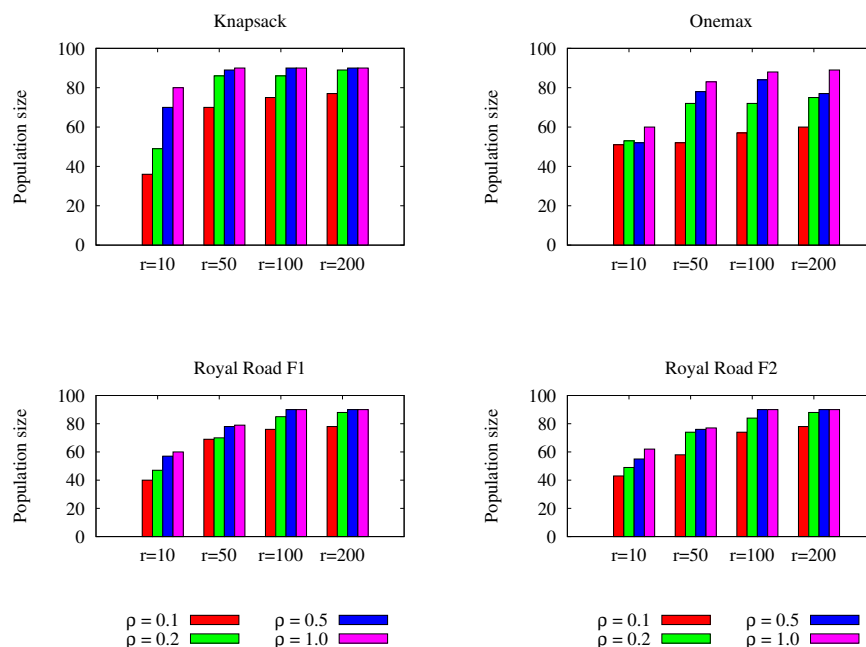 Knapsack
Population size
100
80
60
40
20
0
r=10 r=50 r=100 r=200
Onemax
Population size
100
80
60
40
20
0
r=10 r=50 r=100 r=200
Royal Road F1
Population size
100
80
60
40
20
0
r=10 r=50 r=100 r=200
ρ = 0.1 ρ = 0.5
ρ = 0.2 ρ = 1.0
Royal Road F2
Population size
100
80
60
40
20
0
r=10 r=50 r=100 r=200
ρ = 0.1 ρ = 0.5
ρ = 0.2 ρ = 1.0